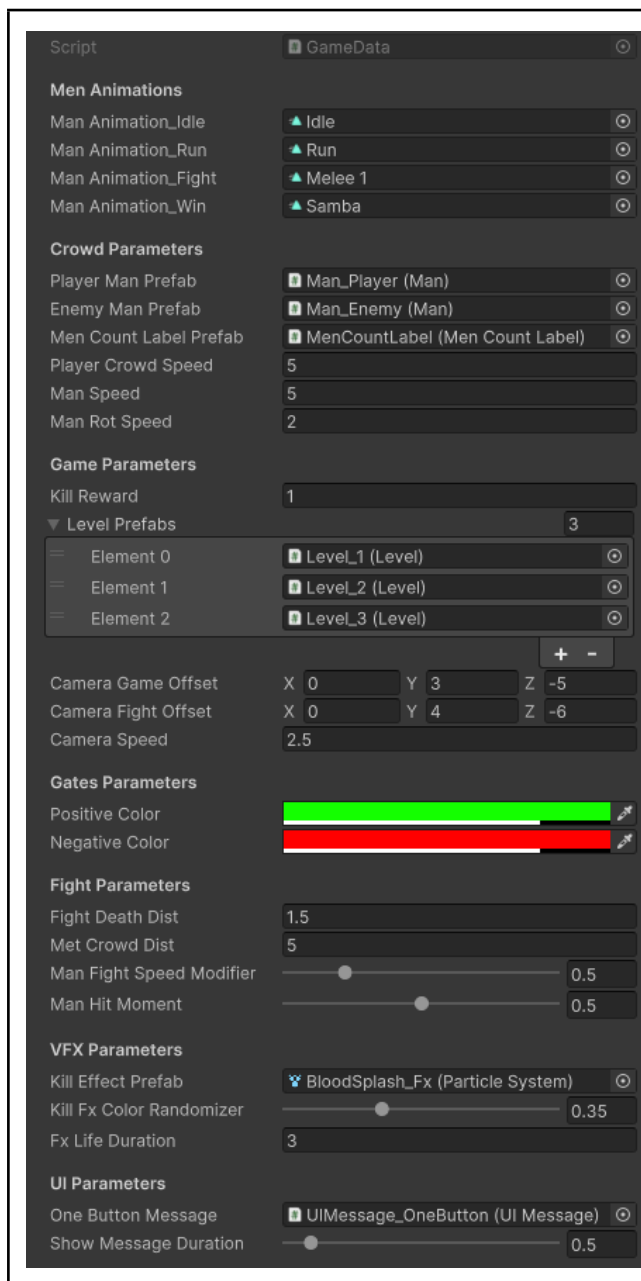 Script GameData
Men Animations
Man Animation_Idle Idle
Man Animation_Run Run
Man Animation_Fight Melee 1
Man Animation_Win Samba
Crowd Parameters
Player Man Prefab Man_Player (Man)
Enemy Man Prefab Man_Enemy (Man)
Men Count Label Prefab MenCountLabel (Men Count Label)
Player Crowd Speed 5
Man Speed 5
Man Rot Speed 2
Game Parameters
Kill Reward 1
Level Prefabs 3
Element 0 Level_1 (Level)
Element 1 Level_2 (Level)
Element 2 Level_3 (Level)
+ -
Camera Game Offset X 0 Y 3 Z -5
Camera Fight Offset X 0 Y 4 Z -6
Camera Speed 2.5
Gates Parameters
Positive Color
Negative Color
Fight Parameters
Fight Death Dist 1.5
Met Crowd Dist 5
Man Fight Speed Modifier 0.5
Man Hit Moment 0.5
VFX Parameters
Kill Effect Prefab BloodSplash_Fx (Particle System)
Kill Fx Color Randomizer 0.35
Fx Life Duration 3
UI Parameters
One Button Message UIMessage_OneButton (UI Message)
Show Message Duration 0.5